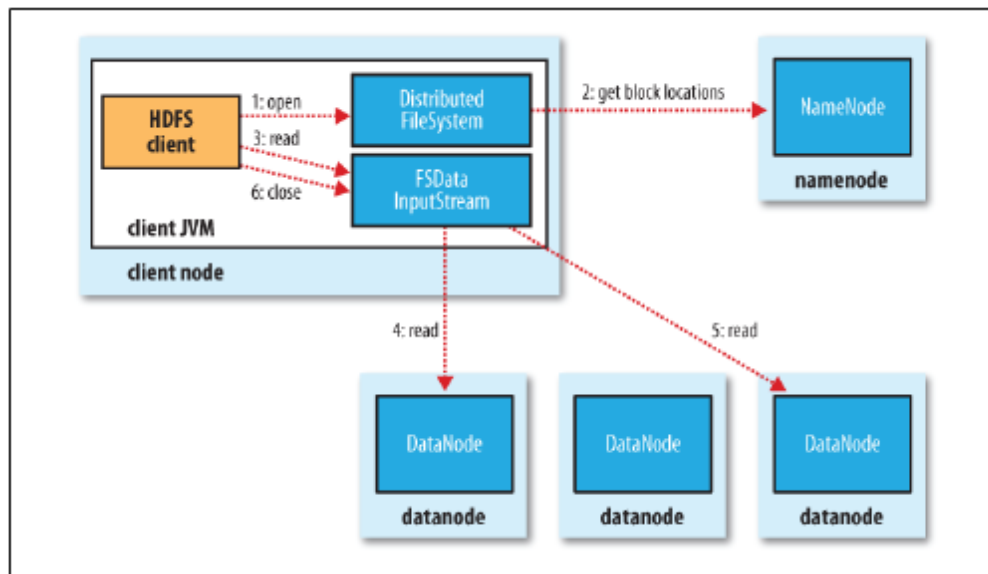 HDFS
client
1: open
3: read
6: close
Distributed
FileSystem
FSData
InputStream
client JVM
client node
2: get block locations
NameNode
namenode
4: read
5: read
DataNode
datanode
DataNode
datanode
DataNode
datanode